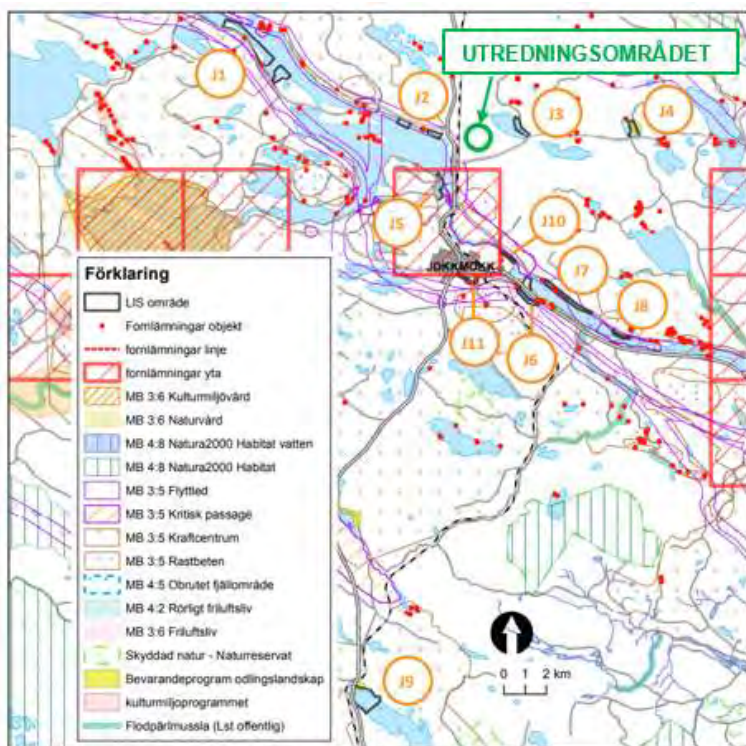 UTREDNINGSOMRÅDET
J1
J2
J3
J4
J5
J10
JOKKMOKK
J7
J8
J11
J6
Förklaring
LIS område
Fornlämningar objekt
fornlämningar linje
fornlämningar yta
MB 3:6 Kulturmiljövård
MB 3:6 Naturvård
MB 4:8 Natura2000 Habitat vatten
MB 4:8 Natura2000 Habitat
MB 3:5 Flyttled
MB 3:5 Kritisk passage
MB 3:5 Kraftcentrum
MB 3:5 Rastbeten
MB 4:5 Obrutet fjällområde
MB 4:2 Rörligt friluftsliv
MB 3:6 Friluftsliv
Skyddad natur - Naturreservat
Bevarandeprogram odlingslandskap
kulturmiljoprogrammet
Flodpärlmussla (Lst offentlig)
0 1 2 km
J9